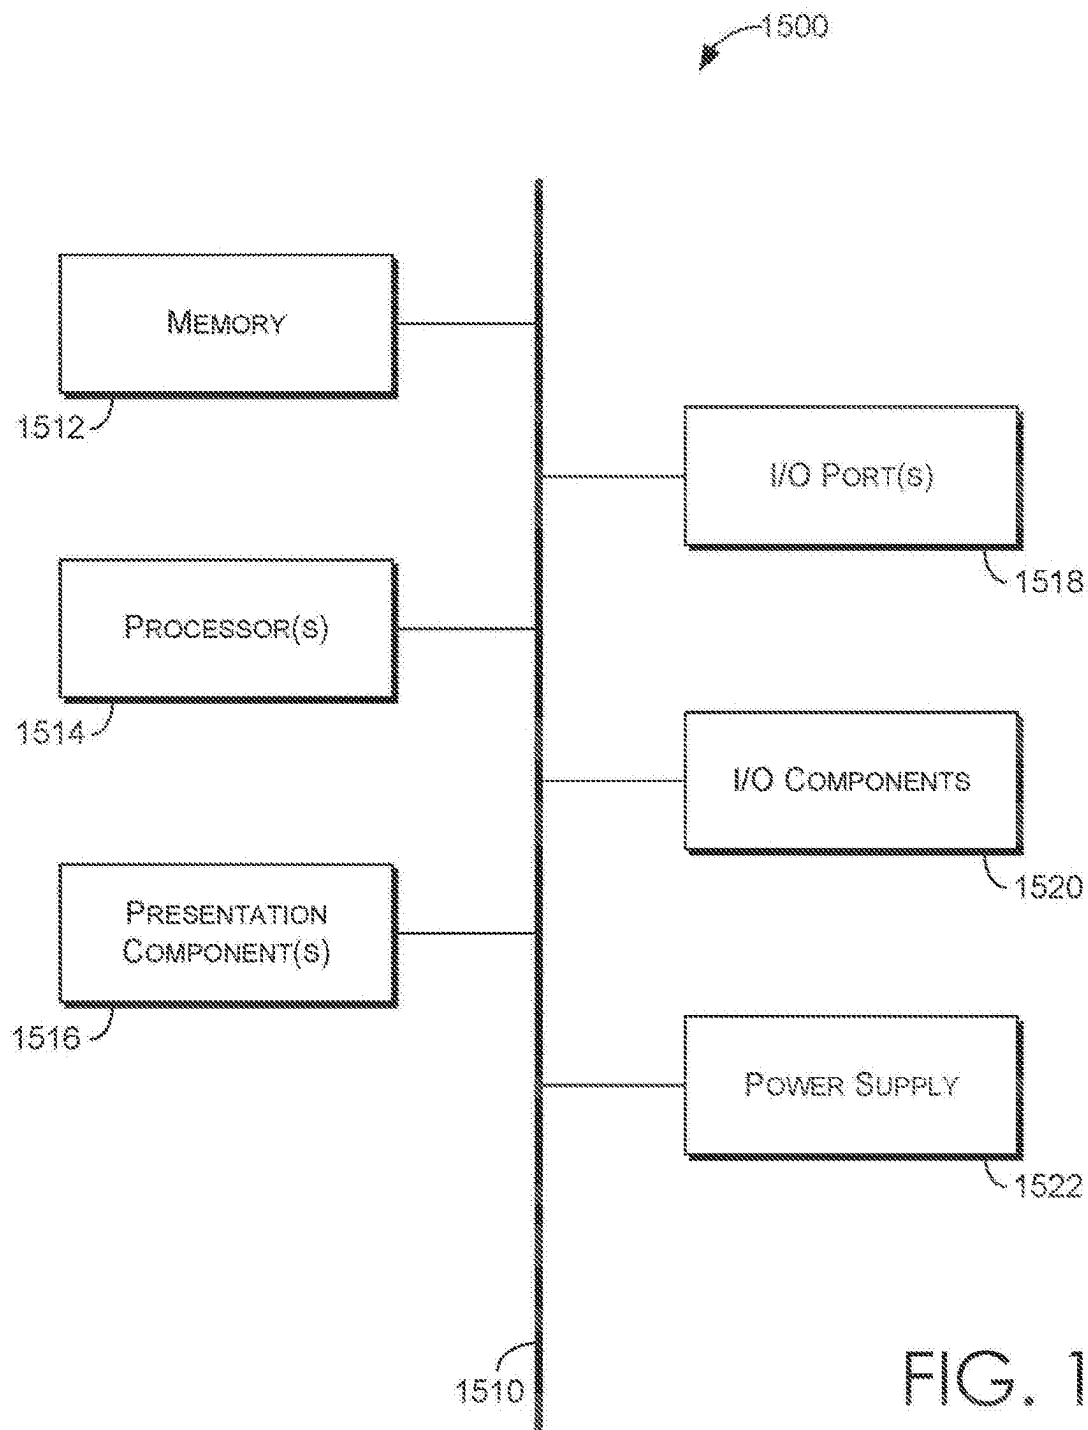 1500
MEMORY
1512
I/O PORT(S)
1518
PROCESSOR(S)
1514
I/O COMPONENTS
1520
PRESENTATION
COMPONENT(S)
1516
POWER SUPPLY
1522
1510
FIG. 1